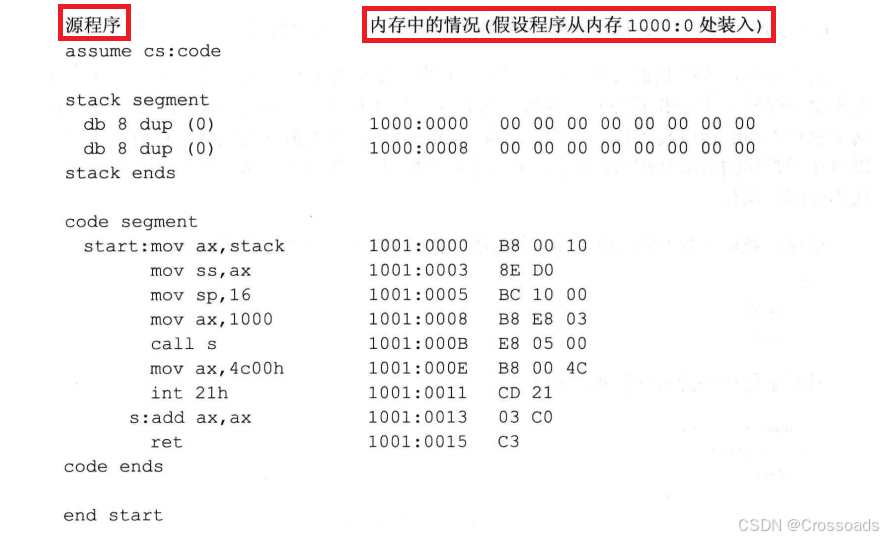 源程序 内存中的情况(假设程序从内存1000:0处装入)
assume cs:code
stack segment
db 8 dup (0) 1000:0000 00 00 00 00 00 00 00 00
db 8 dup (0) 1000:0008 00 00 00 00 00 00 00 00
stack ends
code segment
start:mov ax,stack 1001:0000 B8 00 10
mov ss,ax 1001:0003 8E D0
mov sp,16 1001:0005 BC 10 00
mov ax,1000 1001:0008 B8 E8 03
call s 1001:000B E8 05 00
mov ax,4c00h 1001:000E B8 00 4C
int 21h 1001:0011 CD 21
s:add ax,ax 1001:0013 03 C0
ret 1001:0015 C3
code ends
end start
CSDN @Crossoads